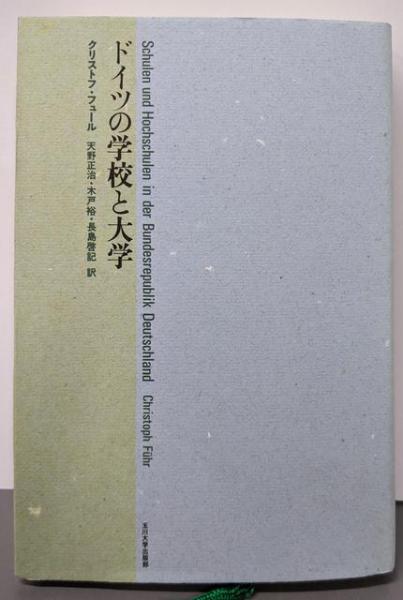 Schulen und Hochschulen in der Bundesrepublik Deutschland Christoph Führ
ドイツの学校と大学
クリストフ・フュール 天野正治・木戸裕・長島啓記 訳
玉川大学出版部